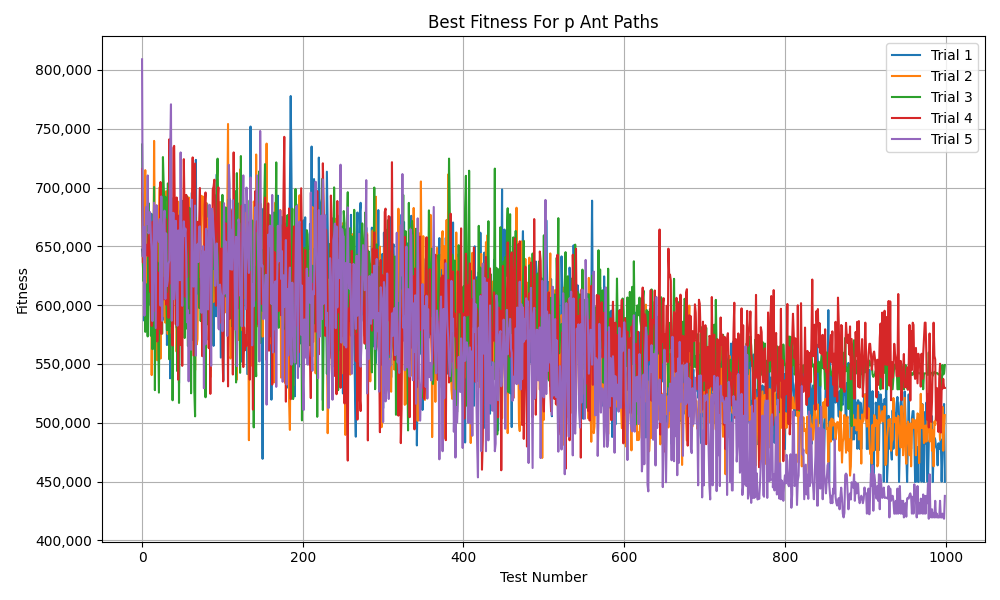 Best Fitness For p Ant Paths
Trial 1
Trial 2
Trial 3
Trial 4
Trial 5
800,000
750,000
700,000
650,000
600,000
550,000
500,000
450,000
400,000
Fitness
0 200 400 600 800 1000
Test Number